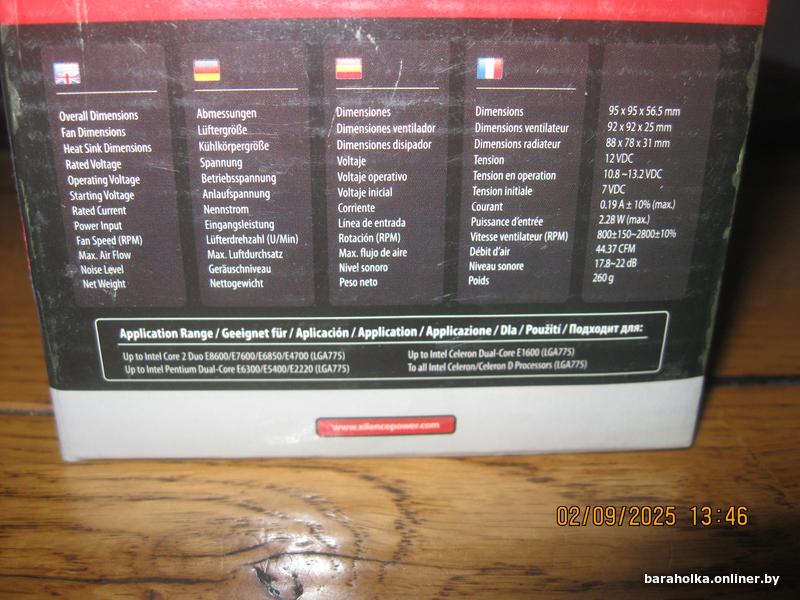 Overall Dimensions
Fan Dimensions
Heat Sink Dimensions
Rated Voltage
Operating Voltage
Starting Voltage
Rated Current
Power Input
Fan Speed (RPM)
Max. Air Flow
Noise Level
Net Weight
Abmessungen
Lüftergröße
Kühlkörpergröße
Spannung
Betriebsspannung
Anlaufspannung
Nennstrom
Eingangsleistung
Lüfterdrehzahl (U/Min)
Max. Luftdurchsatz
Geräuschniveau
Nettogewicht
Dimensiones
Dimensiones ventilador
Dimensiones disipador
Voltaje
Voltaje operativo
Voltaje inicial
Corriente
Línea de entrada
Rotación (RPM)
Max. flujo de aire
Nivel sonoro
Peso neto
Dimensions
Dimensions ventilateur
Dimensions radiateur
Tension
Tension en operation
Tension initiale
Courant
Puissance d'entrée
Vitesse ventilateur (RPM)
Débit d'air
Niveau sonore
Poids
95 x 95 x 56.5 mm
92 x 92 x 25 mm
88 x 78 x 31 mm
12 VDC
10.8 ~13.2 VDC
7 VDC
0.19 A ± 10% (max.)
2.28 W (max.)
800±150~2800±10%
44.37 CFM
17.8~22 dB
260 g
Application Range / Geeignet für / Aplicación / Application / Applicazione / Dla / Použití / Подходит для:
Up to Intel Core 2 Duo E8600/E7600/E6850/E4700 (LGA775)
Up to Intel Pentium Dual-Core E6300/E5400/E2220 (LGA775)
Up to Intel Celeron Dual-Core E1600 (LGA775)
To all Intel Celeron/Celeron D Processors (LGA775)
www.xilencepower.com
02/09/2025 13:46
baraholka.onliner.by